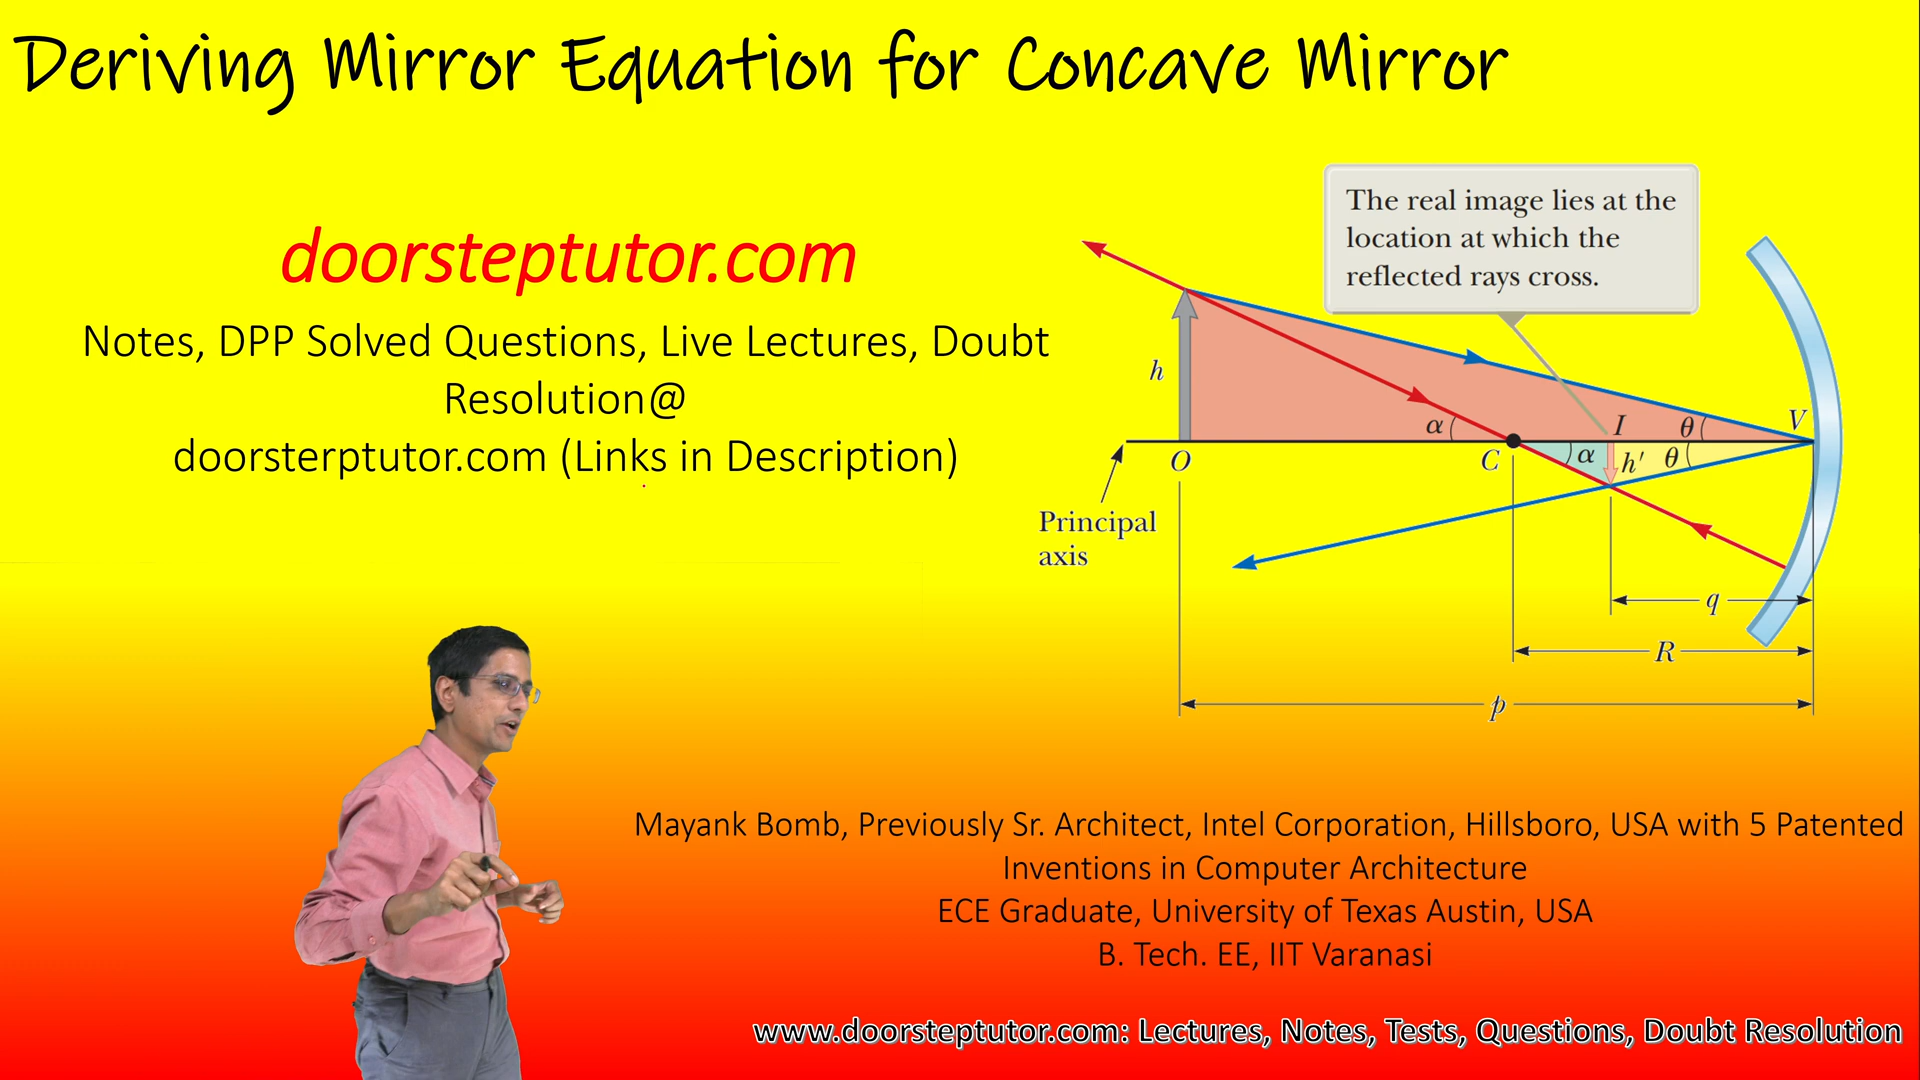 Deriving Mirror Equation for Concave Mirror
doorsteptutor.com
Notes, DPP Solved Questions, Live Lectures, Doubt
Resolution@
doorsterptutor.com (Links in Description)
The real image lies at the
location at which the
reflected rays cross.
h
α
I
θ
V
O
C
α
h'
θ
Principal
axis
q
R
p
Mayank Bomb, Previously Sr. Architect, Intel Corporation, Hillsboro, USA with 5 Patented
Inventions in Computer Architecture
ECE Graduate, University of Texas Austin, USA
B. Tech. EE, IIT Varanasi
www.doorsteptutor.com: Lectures, Notes, Tests, Questions, Doubt Resolution